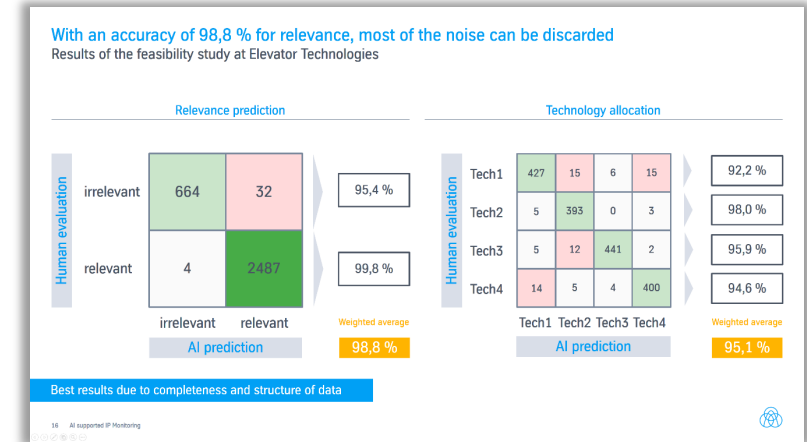 With an accuracy of 98,8 % for relevance, most of the noise can be discarded
Results of the feasibility study at Elevator Technologies
Relevance prediction
Human evaluation
irrelevant
664
32
95,4 %
relevant
4
2487
99,8 %
irrelevant
relevant
Weighted average
AI prediction
98,8 %
Technology allocation
Human evaluation
Tech1
427
15
6
15
92,2 %
Tech2
5
393
0
3
98,0 %
Tech3
5
12
441
2
95,9 %
Tech4
14
5
4
400
94,6 %
Tech1 Tech2 Tech3 Tech4
Weighted average
AI prediction
95,1 %
Best results due to completeness and structure of data
16 AI supported IP Monitoring